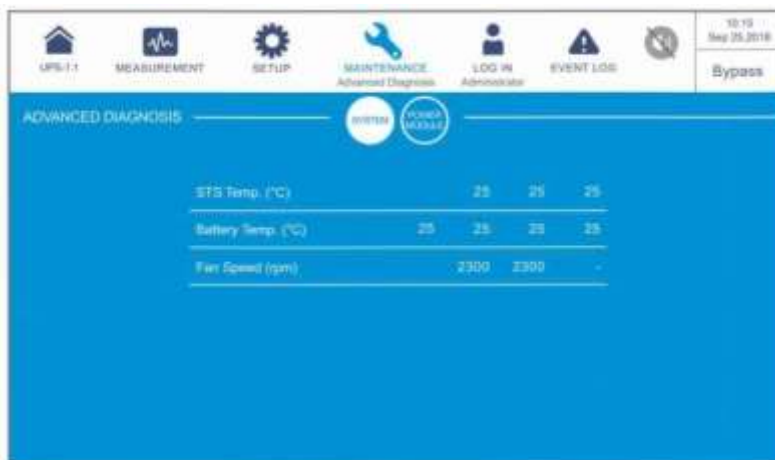 10:15
Sep 25,2018
UPS-1.1 MEASUREMENT SETUP MAINTENANCE LOG IN EVENT LOG
Advanced Diagnosis Administrator
Bypass
ADVANCED DIAGNOSIS SYSTEM POWER MODULE
STS Temp. (°C) 25 25 25
Battery Temp. (°C) 25 25 25 25
Fan Speed (rpm) 2300 2300 -